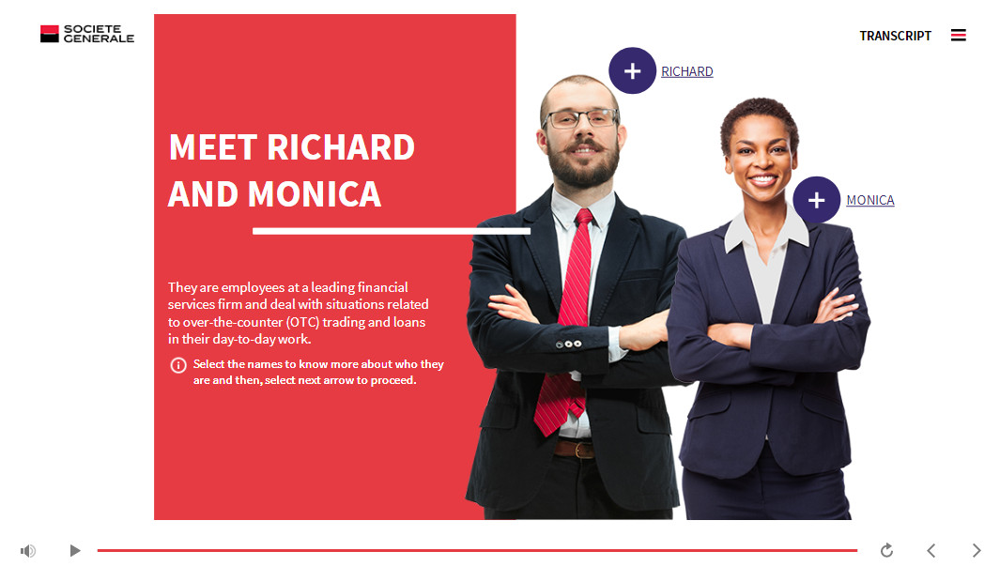 SOCIETE
GENERALE
TRANSCRIPT
RICHARD
MONICA
MEET RICHARD
AND MONICA
They are employees at a leading financial
services firm and deal with situations related
to over-the-counter (OTC) trading and loans
in their day-to-day work.
Select the names to know more about who they
are and then, select next arrow to proceed.